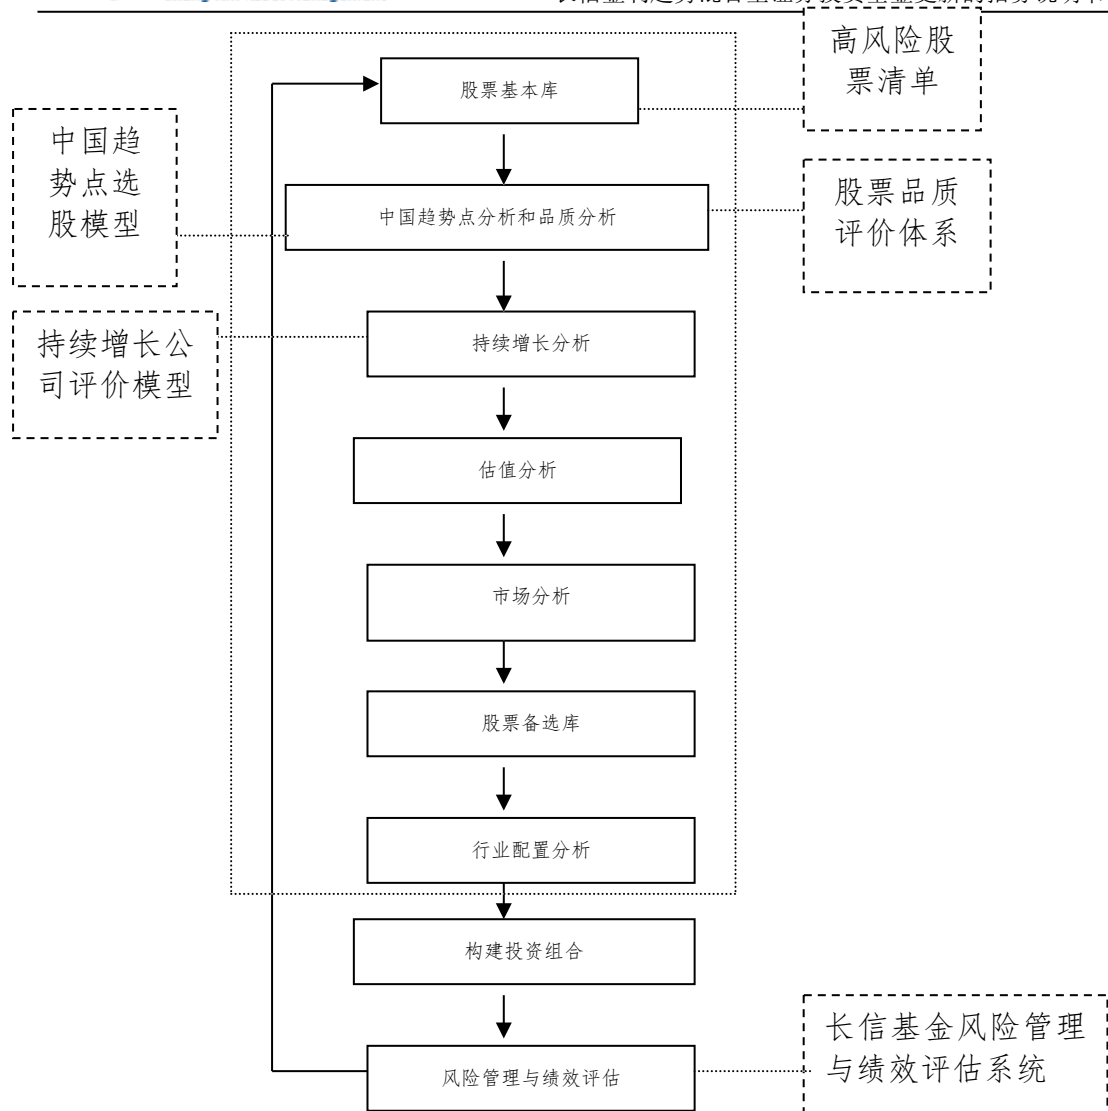 高风险股
票清单
股票基本库
中国趋
势点选
股模型
中国趋势点分析和品质分析
股票品质
评价体系
持续增长公
司评价模型
持续增长分析
估值分析
市场分析
股票备选库
行业配置分析
构建投资组合
长信基金风险管理
与绩效评估系统
风险管理与绩效评估